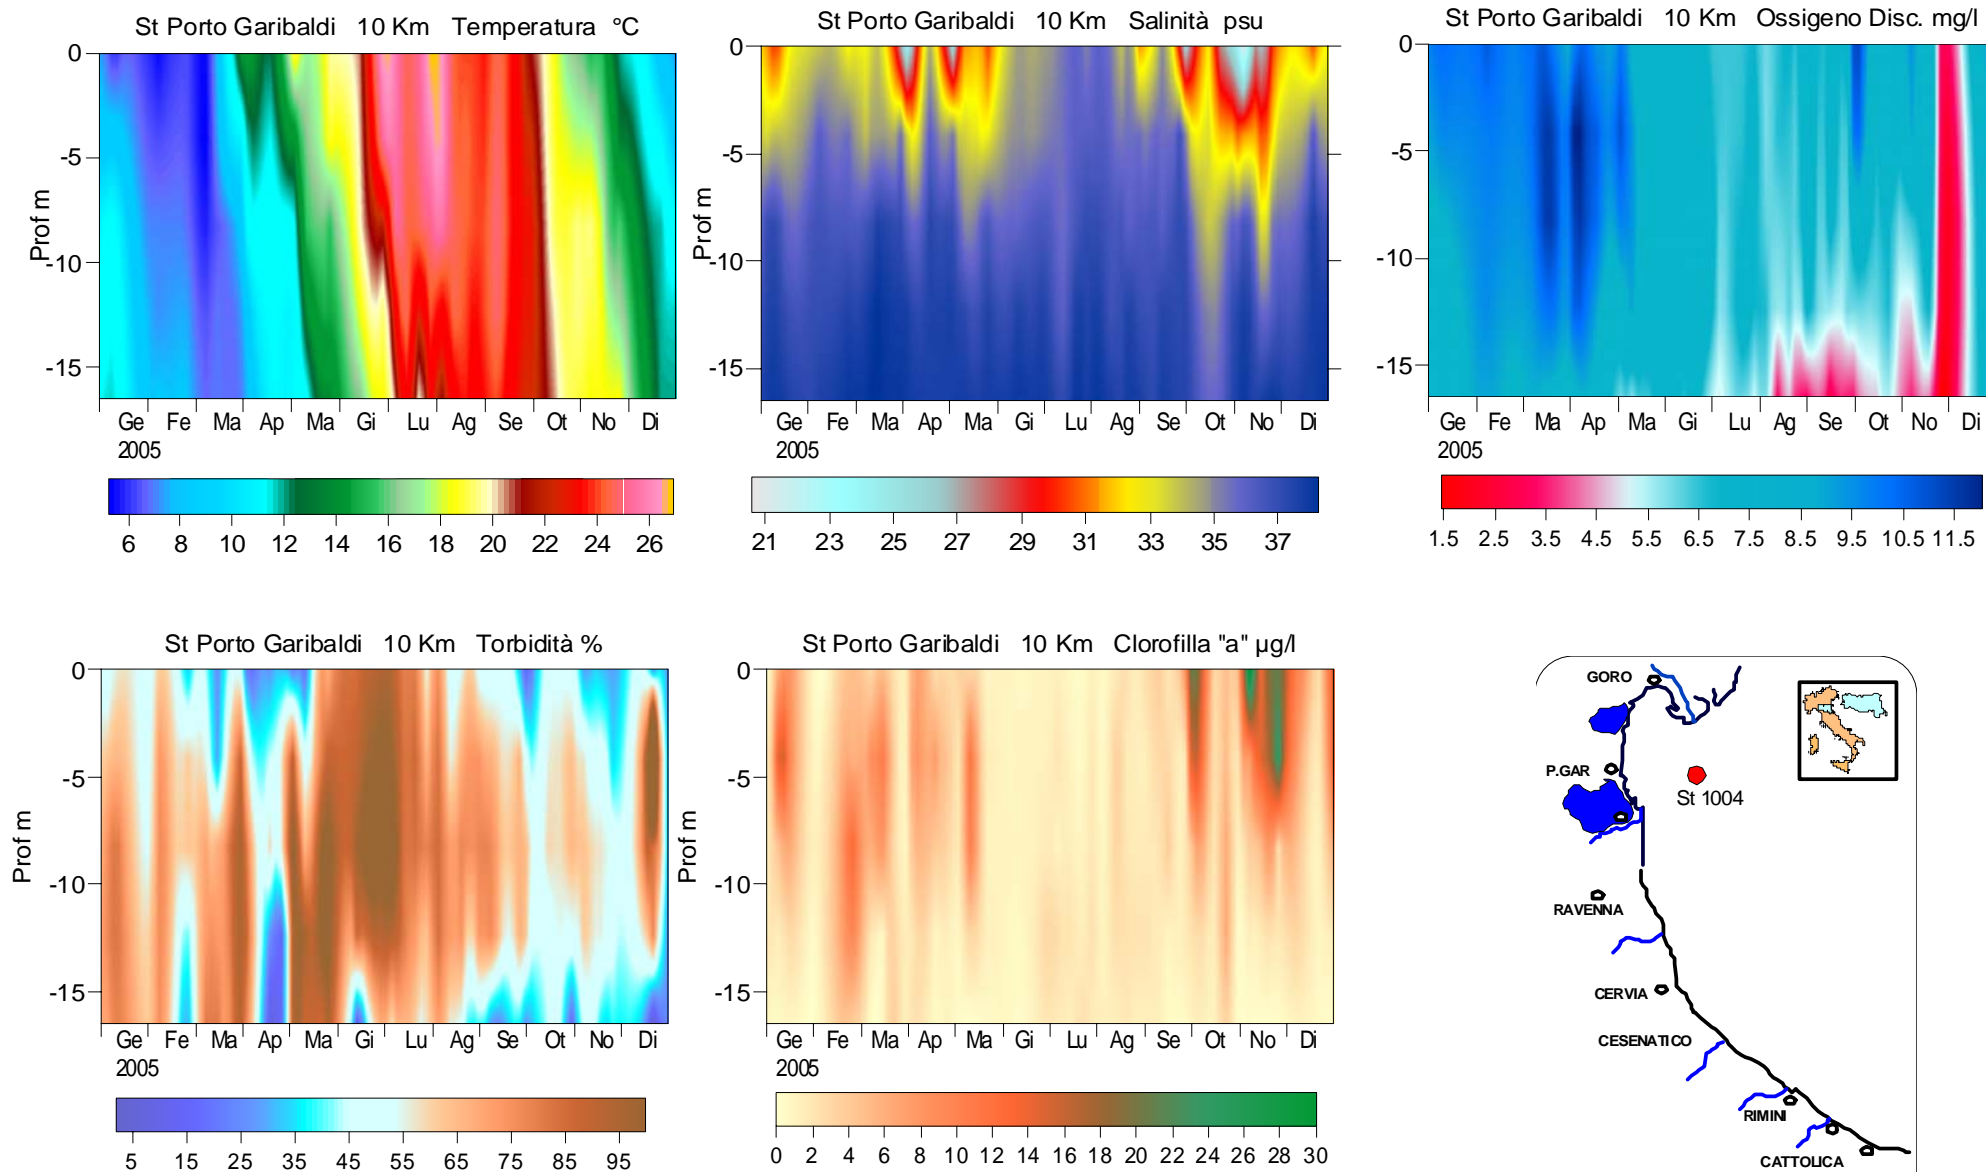 St Porto Garibaldi 10 Km Temperatura °C
0
-5
-10
-15
Prof m
Ge Fe Ma Ap Ma Gi Lu Ag Se Ot No Di
2005
6 8 10 12 14 16 18 20 22 24 26
St Porto Garibaldi 10 Km Salinità psu
0
-5
-10
-15
Prof m
Ge Fe Ma Ap Ma Gi Lu Ag Se Ot No Di
2005
21 23 25 27 29 31 33 35 37
St Porto Garibaldi 10 Km Ossigeno Disc. mg/l
0
-5
-10
-15
Ge Fe Ma Ap Ma Gi Lu Ag Se Ot No Di
2005
1.5 2.5 3.5 4.5 5.5 6.5 7.5 8.5 9.5 10.5 11.5
St Porto Garibaldi 10 Km Torbidità %
0
-5
-10
-15
Prof m
Ge Fe Ma Ap Ma Gi Lu Ag Se Ot No Di
2005
5 15 25 35 45 55 65 75 85 95
St Porto Garibaldi 10 Km Clorofilla "a" µg/l
0
-5
-10
-15
Prof m
Ge Fe Ma Ap Ma Gi Lu Ag Se Ot No Di
2005
0 2 4 6 8 10 12 14 16 18 20 22 24 26 28 30
GORO
P.GAR
St 1004
RAVENNA
CERVIA
CESENATICO
RIMINI
CATTOLICA